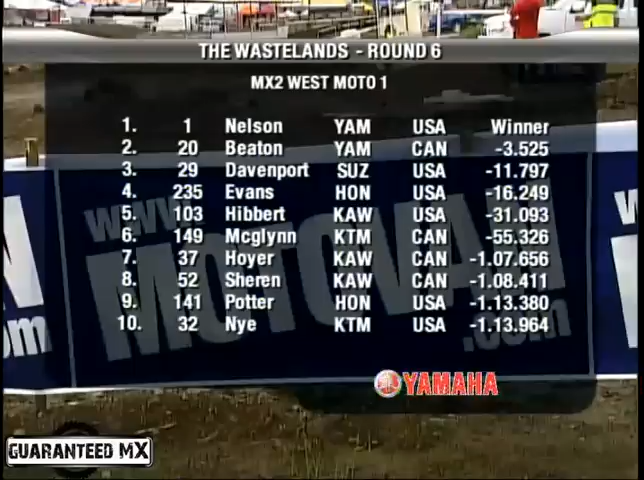 THE WASTELANDS - ROUND 6
MX2 WEST MOTO 1
1. 1 Nelson YAM USA Winner
2. 20 Beaton YAM CAN -3.525
3. 29 Davenport SUZ USA -11.797
4. 235 Evans HON USA -16.249
5. 103 Hibbert KAW USA -31.093
6. 149 Mcglynn KTM CAN -55.326
7. 37 Hoyer KAW CAN -1.07.656
8. 52 Sheren KAW CAN -1.08.411
9. 141 Potter HON USA -1.13.380
10. 32 Nye KTM USA -1.13.964
www.
MOTOVAN
.com
om
YAMAHA
GUARANTEED MX